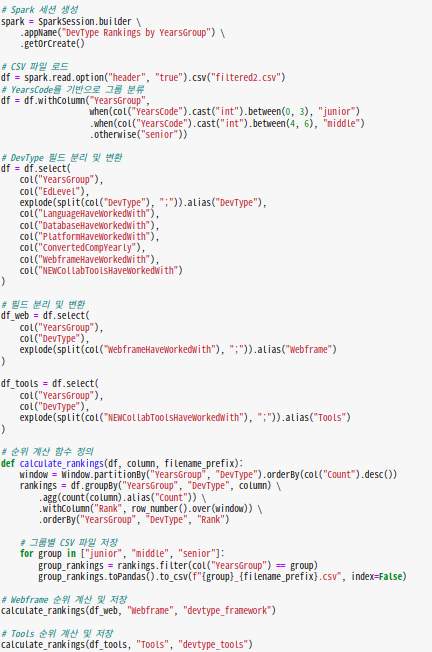 # Spark 세션 생성
spark = SparkSession.builder \
    .appName("DevType Rankings by YearsGroup") \
    .getOrCreate()

# CSV 파일 로드
df = spark.read.option("header", "true").csv("filtered2.csv")
# YearsCode를 기반으로 그룹 분류
df = df.withColumn("YearsGroup",
                   when(col("YearsCode").cast("int").between(0, 3), "junior")
                   .when(col("YearsCode").cast("int").between(4, 6), "middle")
                   .otherwise("senior"))

# DevType 필드 분리 및 변환
df = df.select(
    col("YearsGroup"),
    col("EdLevel"),
    explode(split(col("DevType"), ";")).alias("DevType"),
    col("LanguageHaveWorkedWith"),
    col("DatabaseHaveWorkedWith"),
    col("PlatformHaveWorkedWith"),
    col("ConvertedCompYearly"),
    col("WebframeHaveWorkedWith"),
    col("NEWCollabToolsHaveWorkedWith")
)

# 필드 분리 및 변환
df_web = df.select(
    col("YearsGroup"),
    col("DevType"),
    explode(split(col("WebframeHaveWorkedWith"), ";")).alias("Webframe")
)

df_tools = df.select(
    col("YearsGroup"),
    col("DevType"),
    explode(split(col("NEWCollabToolsHaveWorkedWith"), ";")).alias("Tools")
)

# 순위 계산 함수 정의
def calculate_rankings(df, column, filename_prefix):
    window = Window.partitionBy("YearsGroup", "DevType").orderBy(col("Count").desc())
    rankings = df.groupBy("YearsGroup", "DevType", column) \
        .agg(count(column).alias("Count")) \
        .withColumn("Rank", row_number().over(window)) \
        .orderBy("YearsGroup", "DevType", "Rank")

    # 그룹별 CSV 파일 저장
    for group in ["junior", "middle", "senior"]:
        group_rankings = rankings.filter(col("YearsGroup") == group)
        group_rankings.toPandas().to_csv(f"{group}_{filename_prefix}.csv", index=False)

# Webframe 순위 계산 및 저장
calculate_rankings(df_web, "Webframe", "devtype_framework")

# Tools 순위 계산 및 저장
calculate_rankings(df_tools, "Tools", "devtype_tools")